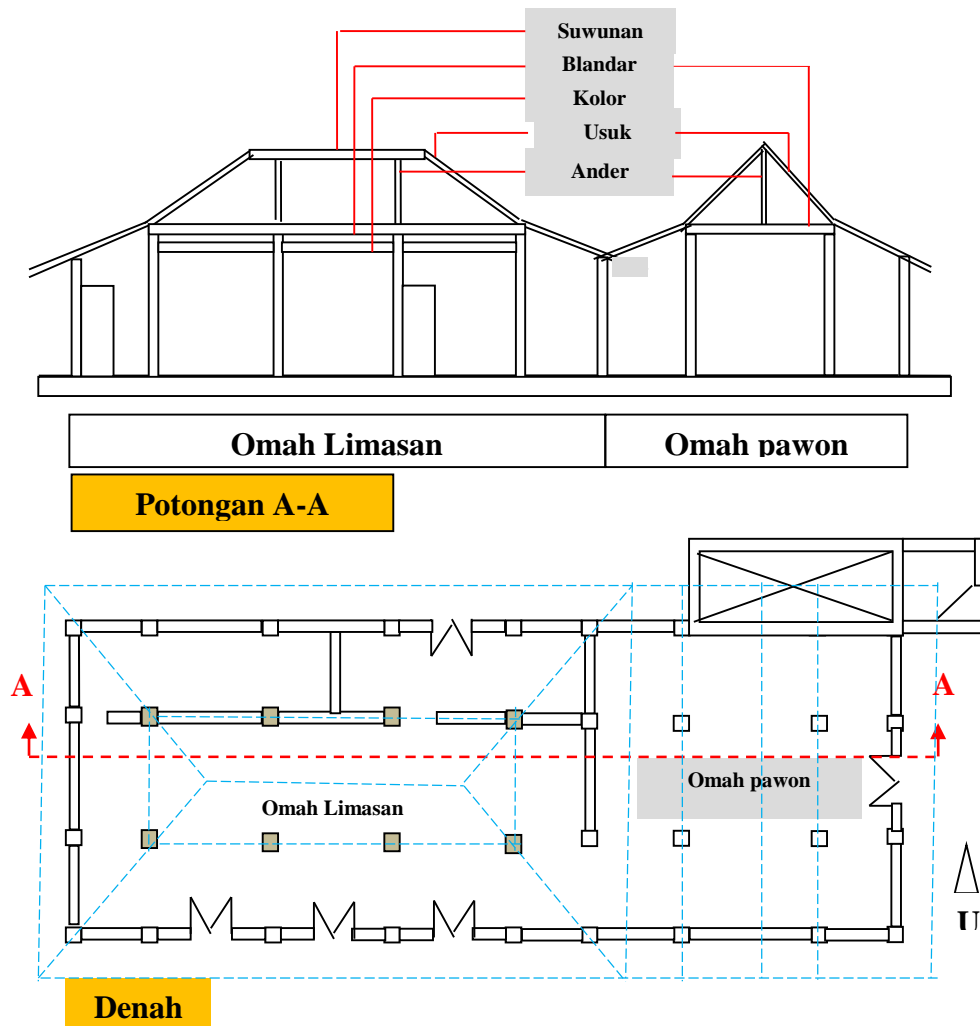 Suwunan
Blandar
Kolor
Usuk
Ander
Omah Limasan
Omah pawon
Potongan A-A
A
A
Omah pawon
Omah Limasan
U
Denah